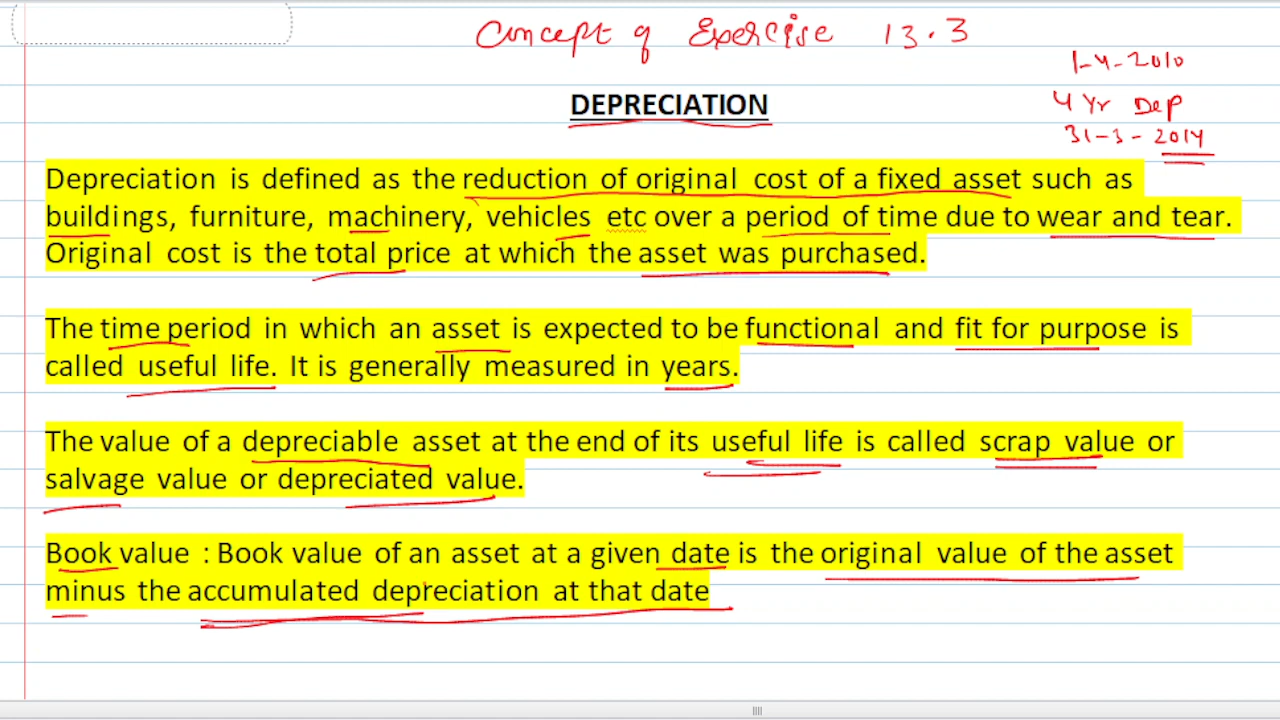 Concept of Exercise 13.3
1-4-2010
DEPRECIATION
4 Yr Dep
31-3-2014
Depreciation is defined as the reduction of original cost of a fixed asset such as
buildings, furniture, machinery, vehicles etc over a period of time due to wear and tear.
Original cost is the total price at which the asset was purchased.
The time period in which an asset is expected to be functional and fit for purpose is
called useful life. It is generally measured in years.
The value of a depreciable asset at the end of its useful life is called scrap value or
salvage value or depreciated value.
Book value : Book value of an asset at a given date is the original value of the asset
minus the accumulated depreciation at that date